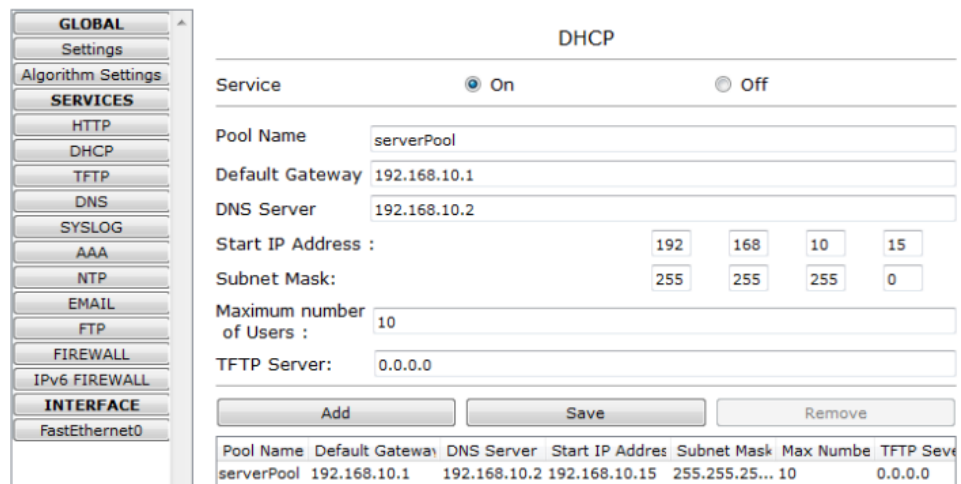 GLOBAL
Settings
Algorithm Settings
SERVICES
HTTP
DHCP
TFTP
DNS
SYSLOG
AAA
NTP
EMAIL
FTP
FIREWALL
IPv6 FIREWALL
INTERFACE
FastEthernet0
DHCP
Service On Off
Pool Name serverPool
Default Gateway 192.168.10.1
DNS Server 192.168.10.2
Start IP Address : 192 168 10 15
Subnet Mask: 255 255 255 0
Maximum number
of Users : 10
TFTP Server: 0.0.0.0
Add Save Remove
Pool Name Default Gateway DNS Server Start IP Addres Subnet Mask Max Numbe TFTP Seve
serverPool 192.168.10.1 192.168.10.2 192.168.10.15 255.255.25... 10 0.0.0.0